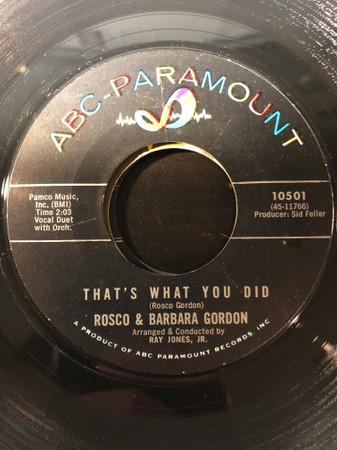 ABC-PARAMOUNT
Pamco Music,
Inc. (BMI)
Time 2:03
Vocal Duet
with Orch.
10501
(45-11766)
Producer: Sid Feller
THAT'S WHAT YOU DID
(Rosco Gordon)
ROSCO & BARBARA GORDON
Arranged & Conducted by
RAY JONES, JR.
A PRODUCT OF ABC PARAMOUNT RECORDS, INC